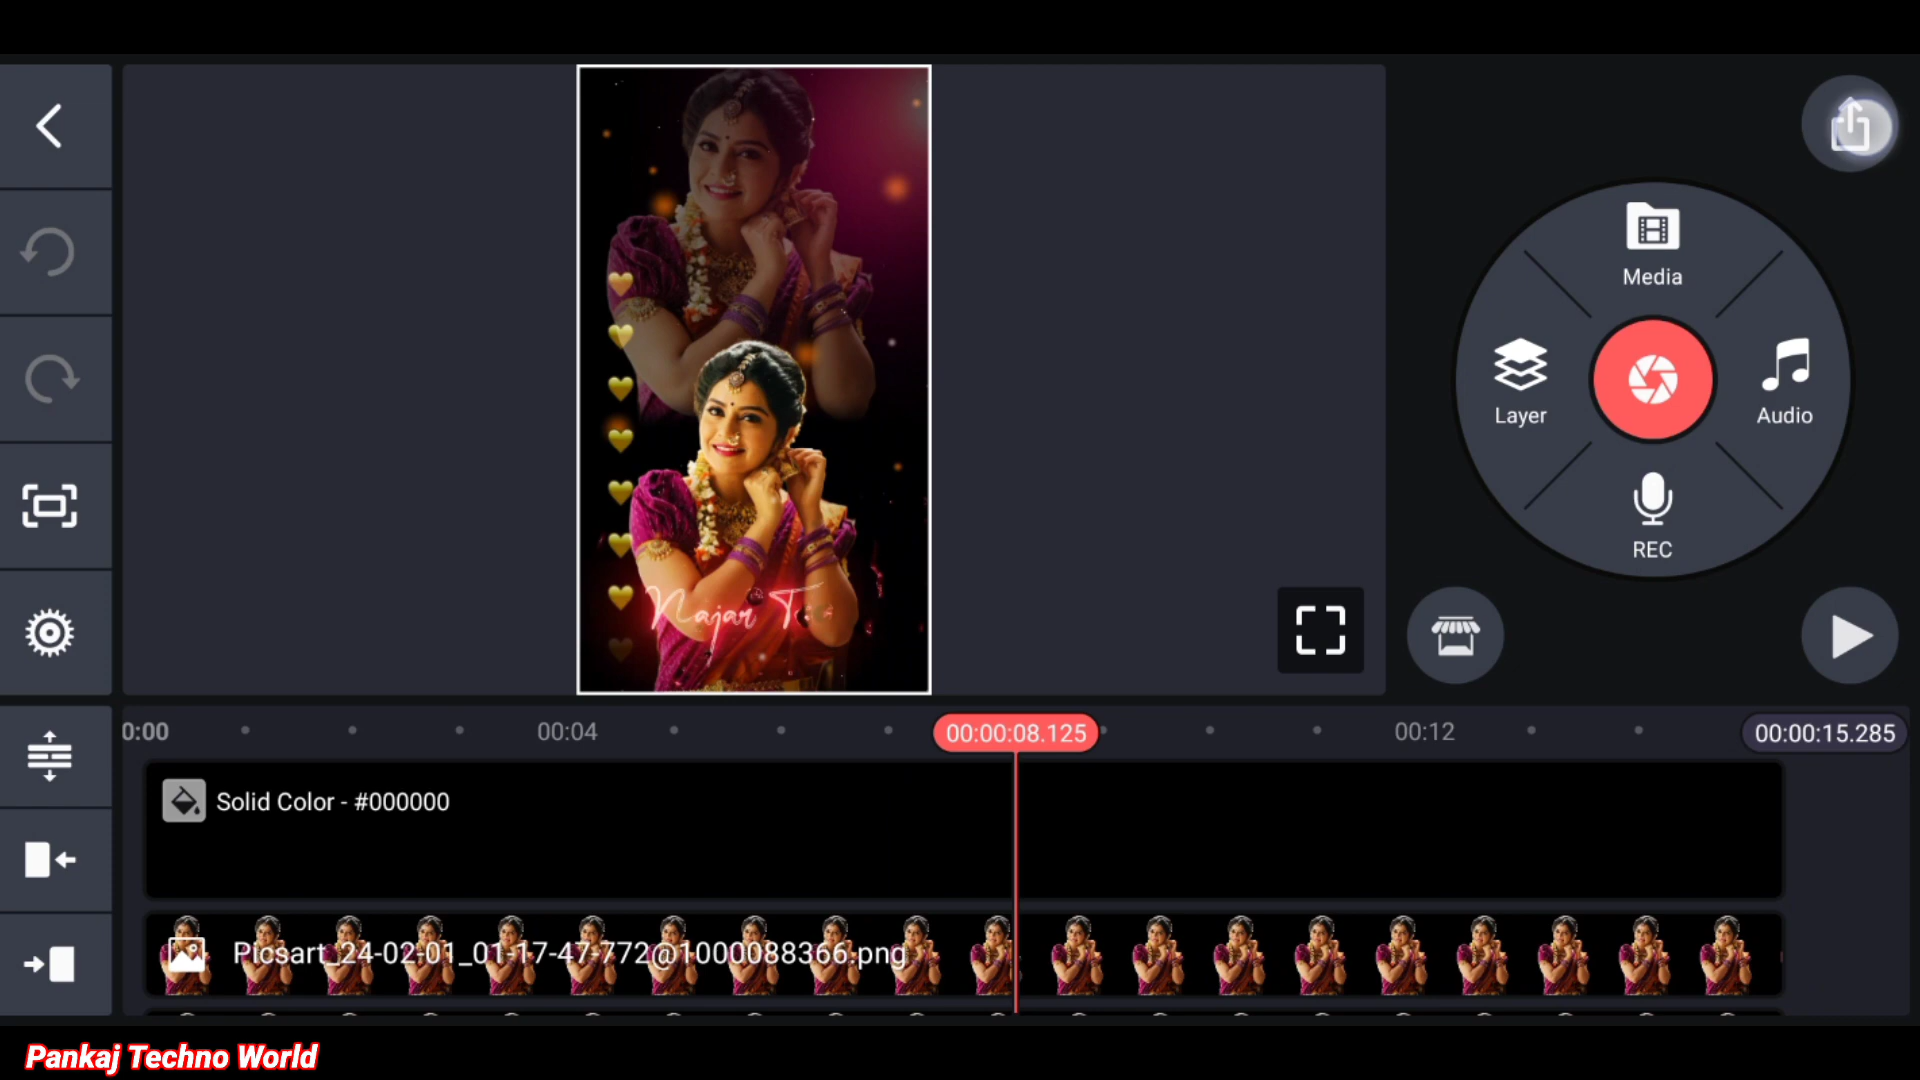 Media
Layer
Audio
REC
Najar T
0:00
00:04
00:00:08.125
00:12
00:00:15.285
Solid Color - #000000
Picsart_24-02-01_01-17-47-772@1000088366.png
Pankaj Techno World